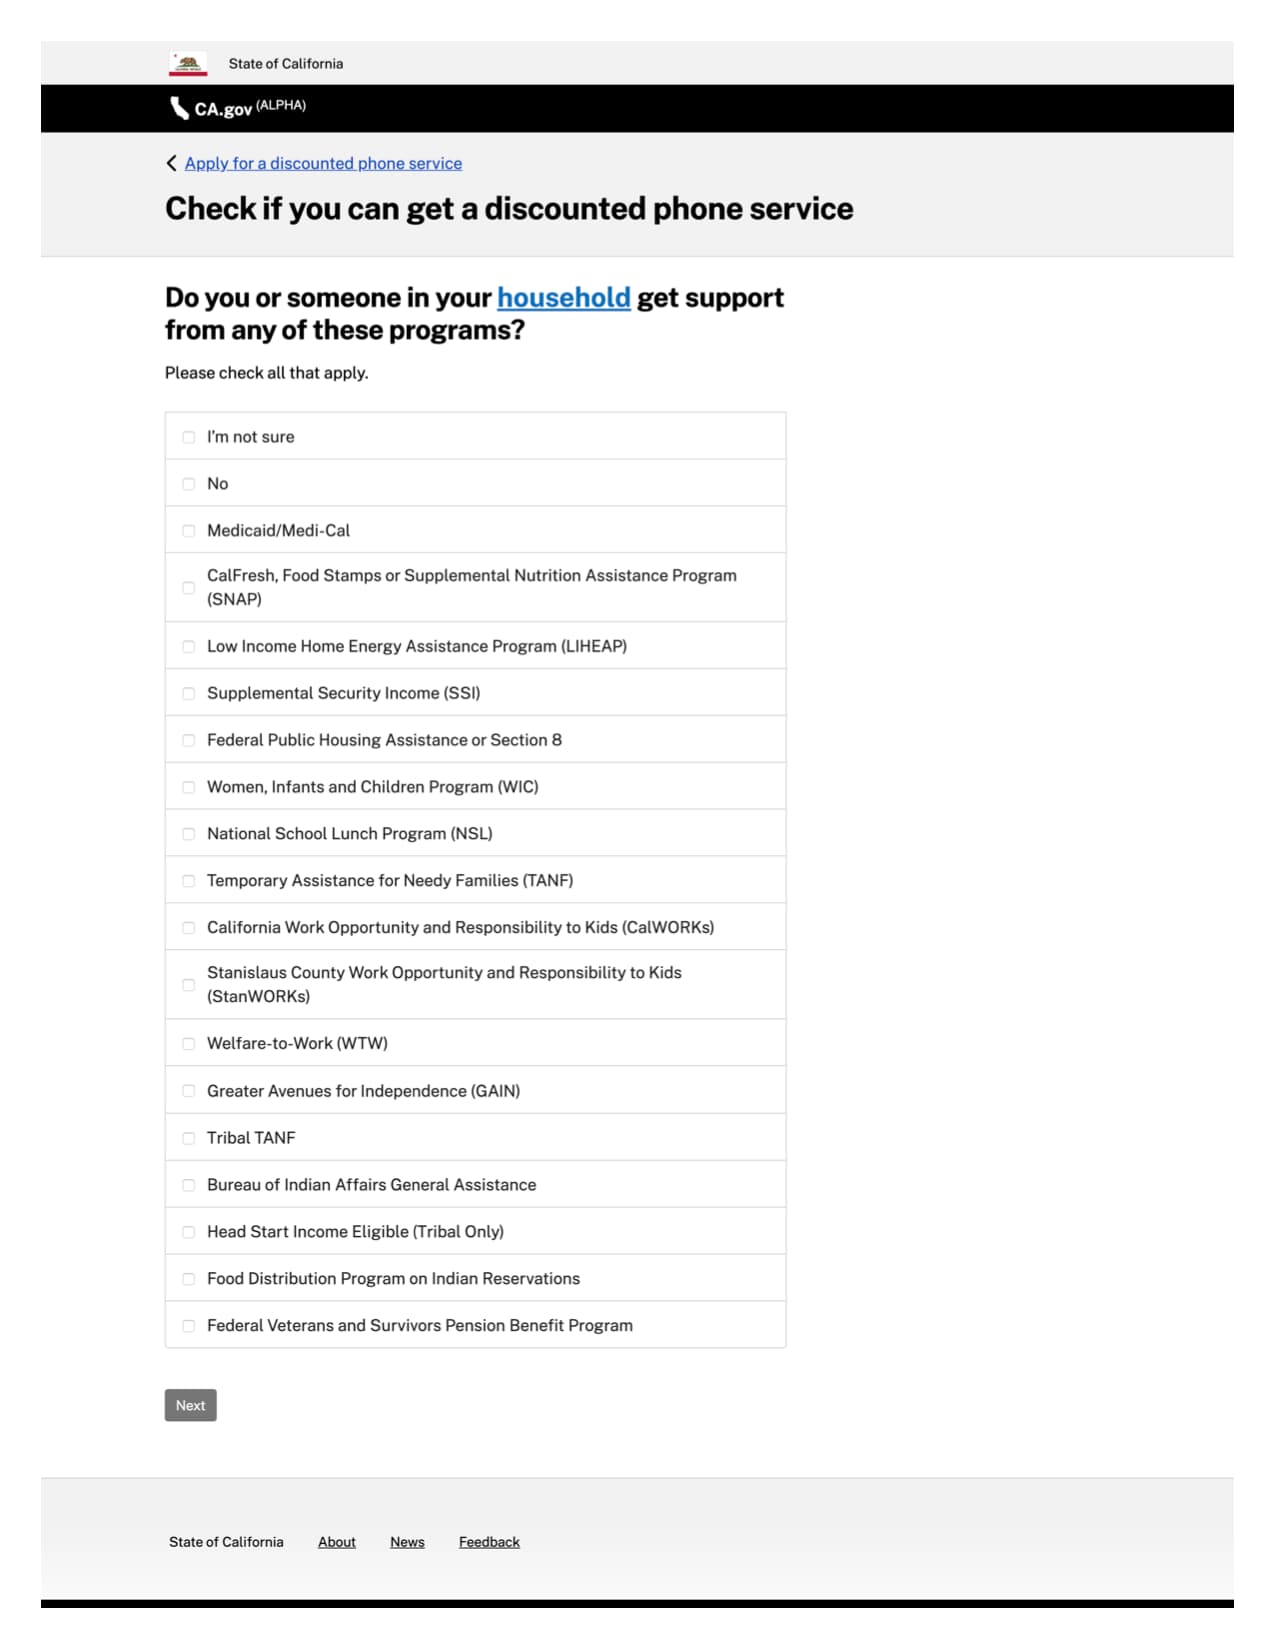 State of California
CA.gov (ALPHA)
Apply for a discounted phone service
Check if you can get a discounted phone service
Do you or someone in your household get support
from any of these programs?
Please check all that apply.
I'm not sure
No
Medicaid/Medi-Cal
CalFresh, Food Stamps or Supplemental Nutrition Assistance Program
(SNAP)
Low Income Home Energy Assistance Program (LIHEAP)
Supplemental Security Income (SSI)
Federal Public Housing Assistance or Section 8
Women, Infants and Children Program (WIC)
National School Lunch Program (NSL)
Temporary Assistance for Needy Families (TANF)
California Work Opportunity and Responsibility to Kids (CalWORKs)
Stanislaus County Work Opportunity and Responsibility to Kids
(StanWORKs)
Welfare-to-Work (WTW)
Greater Avenues for Independence (GAIN)
Tribal TANF
Bureau of Indian Affairs General Assistance
Head Start Income Eligible (Tribal Only)
Food Distribution Program on Indian Reservations
Federal Veterans and Survivors Pension Benefit Program
Next
State of California About News Feedback